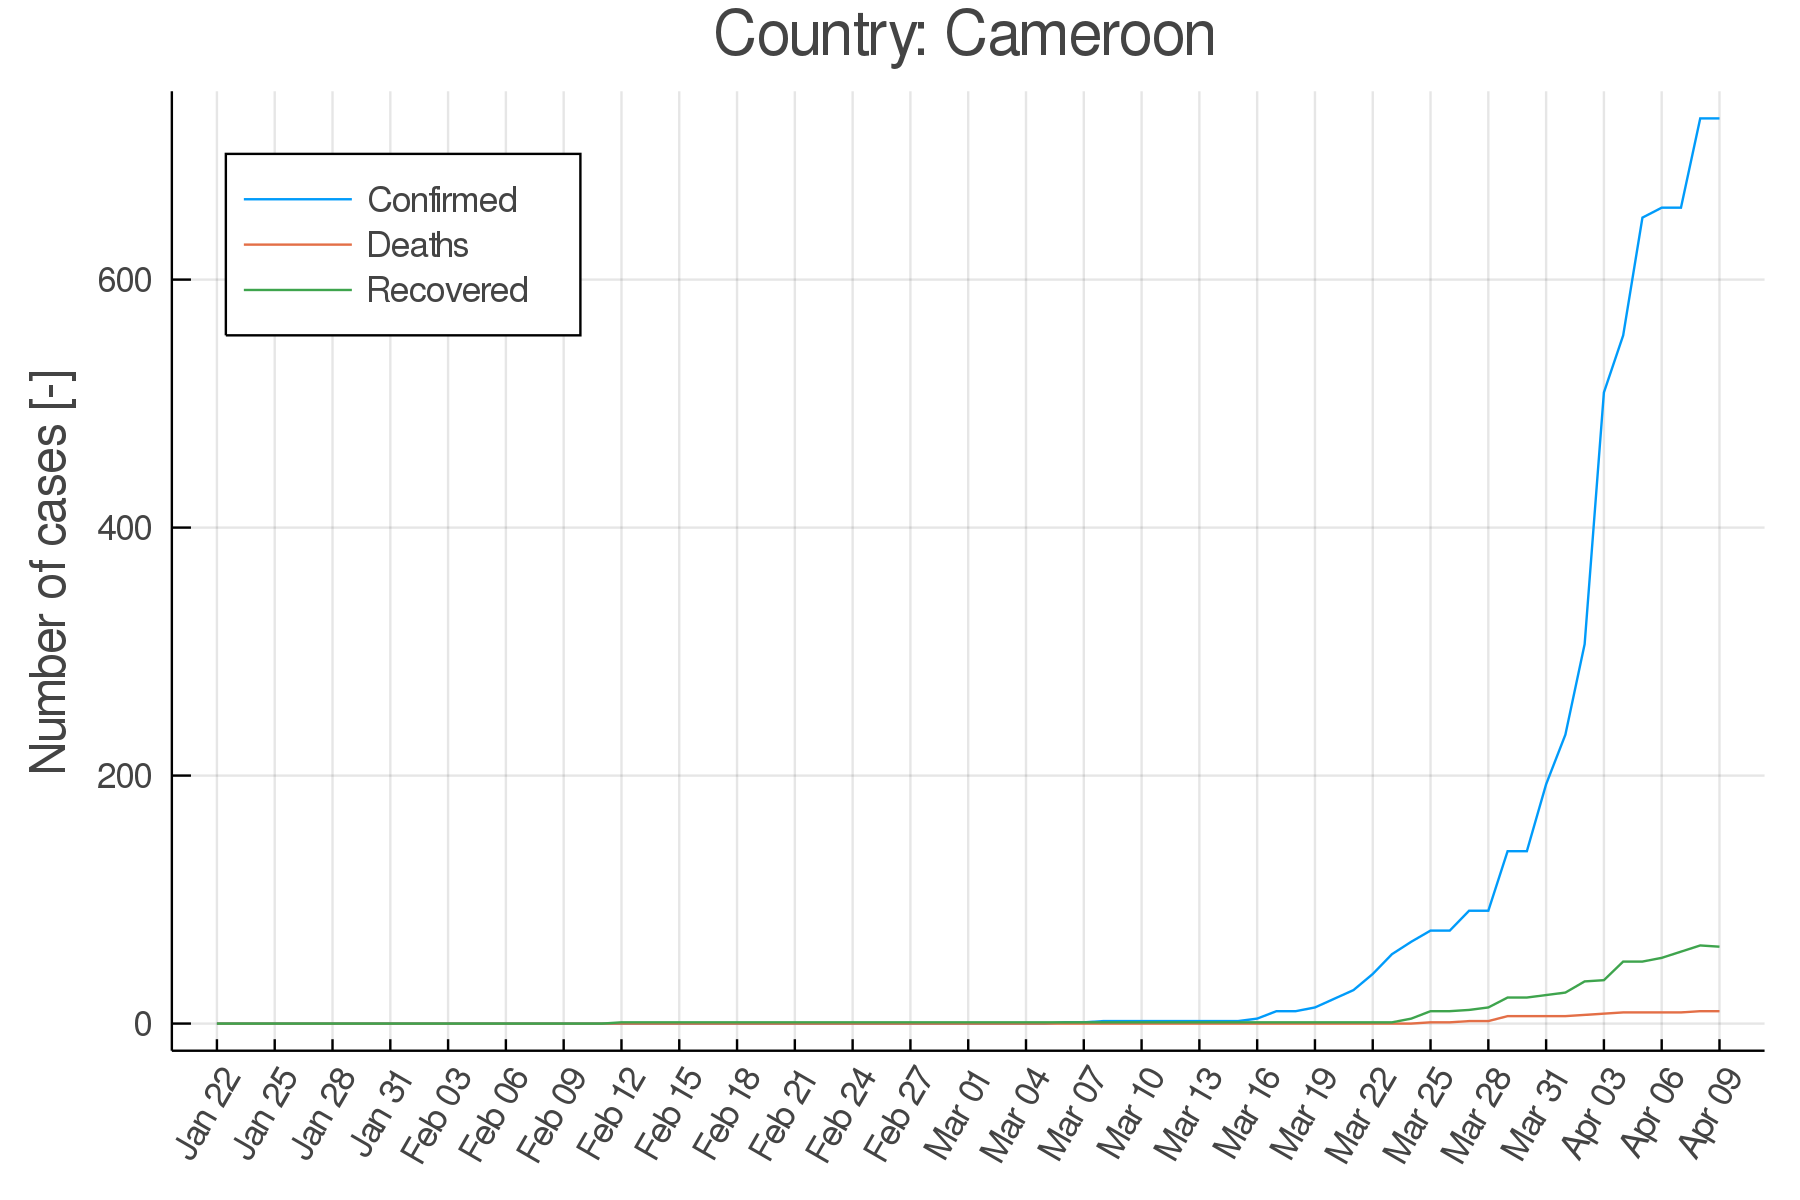 Country: Cameroon
Confirmed
Deaths
Recovered
Number of cases [-]
600
400
200
0
Jan 22
Jan 25
Jan 28
Jan 31
Feb 03
Feb 06
Feb 09
Feb 12
Feb 15
Feb 18
Feb 21
Feb 24
Feb 27
Mar 01
Mar 04
Mar 07
Mar 10
Mar 13
Mar 16
Mar 19
Mar 22
Mar 25
Mar 28
Mar 31
Apr 03
Apr 06
Apr 09